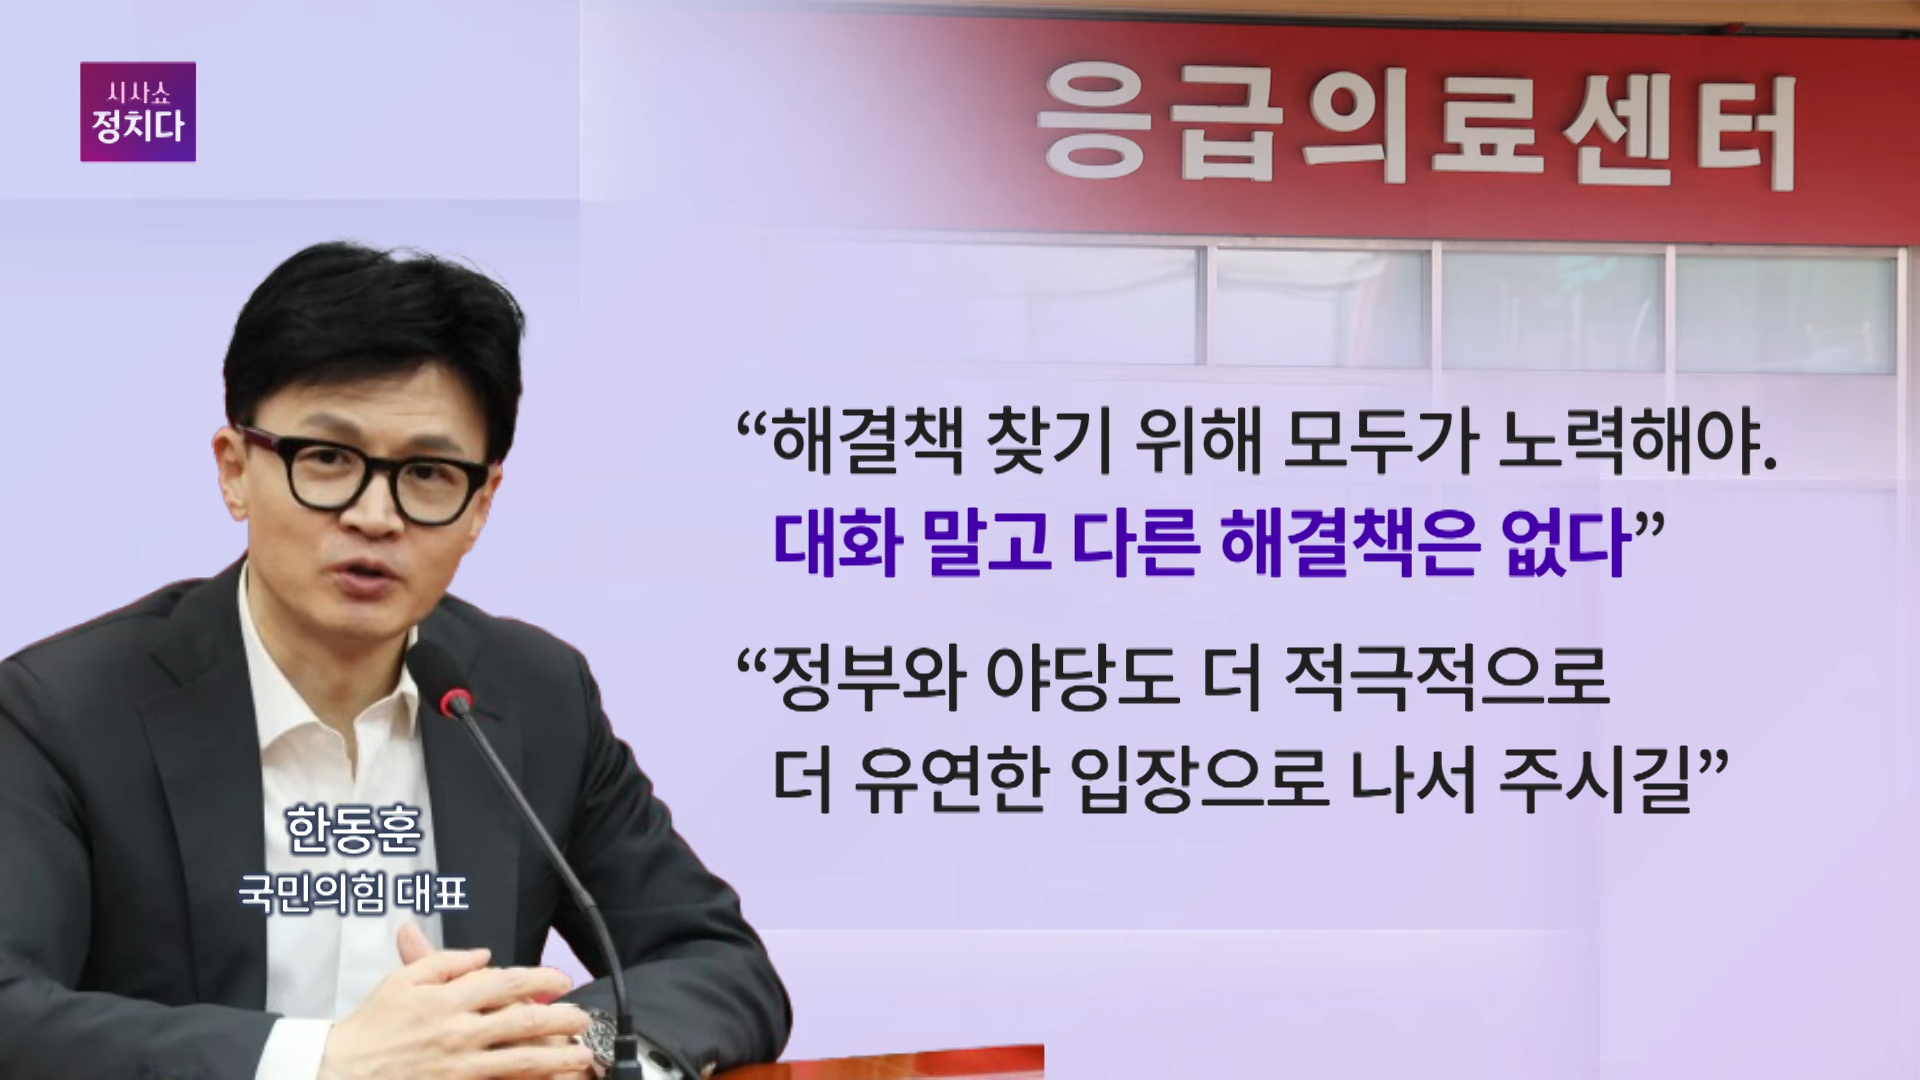 시사쇼
정치다
응급의료센터
“해결책 찾기 위해 모두가 노력해야.
대화 말고 다른 해결책은 없다”
“정부와 야당도 더 적극적으로
더 유연한 입장으로 나서 주시길”
한동훈
국민의힘 대표